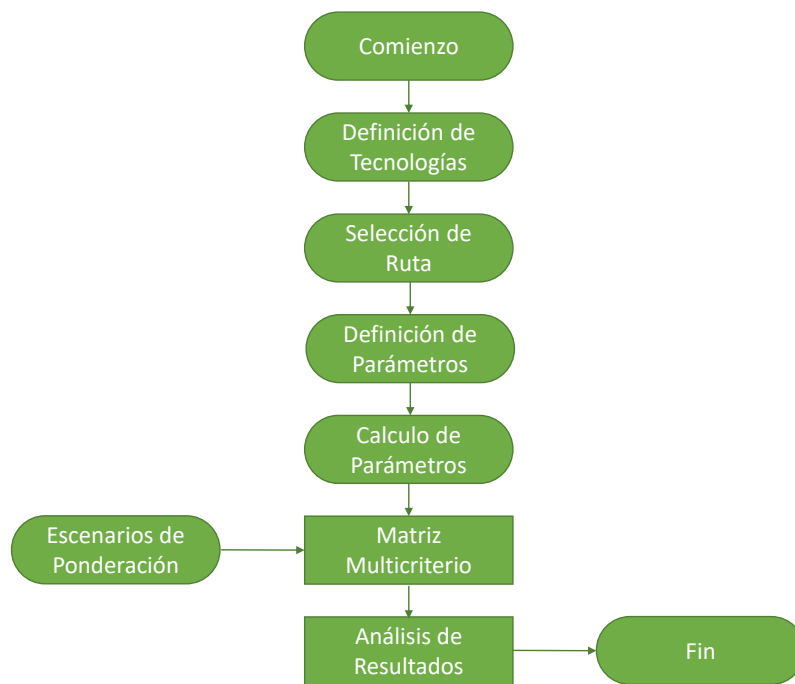 Comienzo
Definición de
Tecnologías
Selección de
Ruta
Definición de
Parámetros
Calculo de
Parámetros
Escenarios de
Ponderación
Matriz
Multicriterio
Análisis de
Resultados
Fin